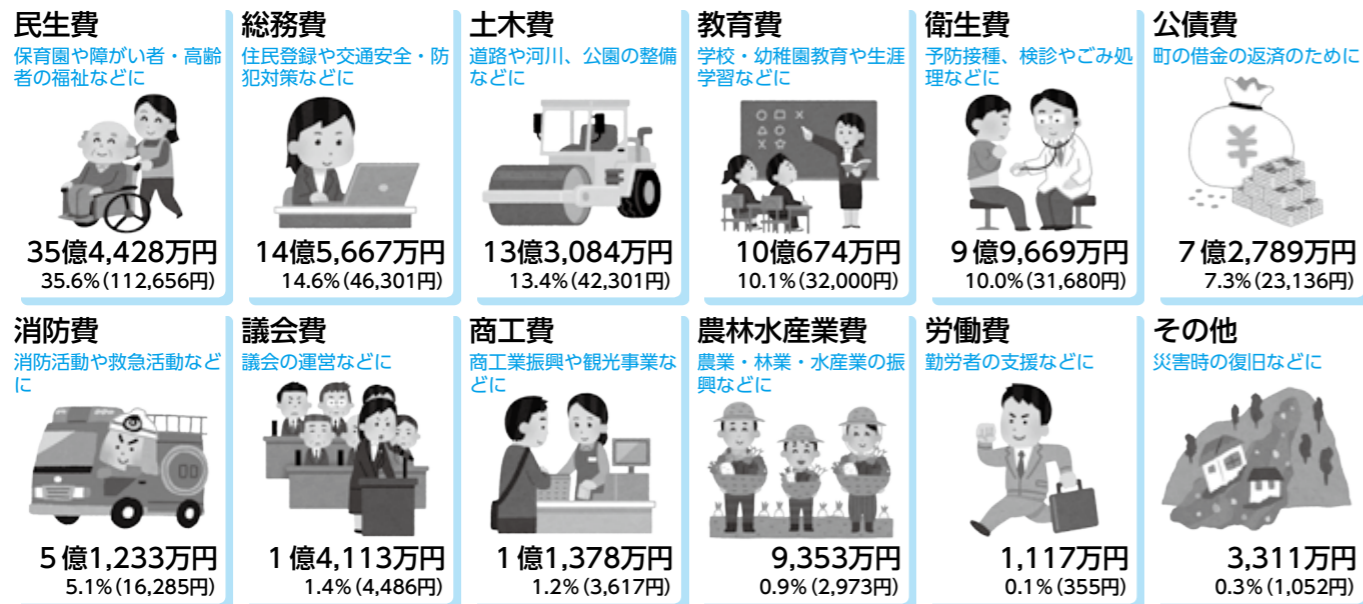 民生費
保育園や障がい者・高齢
者の福祉などに
35億4,428万円
35.6%(112,656円)
総務費
住民登録や交通安全・防
犯対策などに
14億5,667万円
14.6%(46,301円)
土木費
道路や河川、公園の整備
などに
13億3,084万円
13.4%(42,301円)
教育費
学校・幼稚園教育や生涯
学習などに
10億674万円
10.1%(32,000円)
衛生費
予防接種、検診やごみ処
理などに
9億9,669万円
10.0%(31,680円)
公債費
町の借金の返済のために
¥
7億2,789万円
7.3%(23,136円)
消防費
消防活動や救急活動など
に
5億1,233万円
5.1%(16,285円)
議会費
議会の運営などに
1億4,113万円
1.4%(4,486円)
商工費
商工業振興や観光事業な
どに
1億1,378万円
1.2%(3,617円)
農林水産業費
農業・林業・水産業の振
興などに
9,353万円
0.9%(2,973円)
労働費
勤労者の支援などに
1,117万円
0.1%(355円)
その他
災害時の復旧などに
3,311万円
0.3%(1,052円)